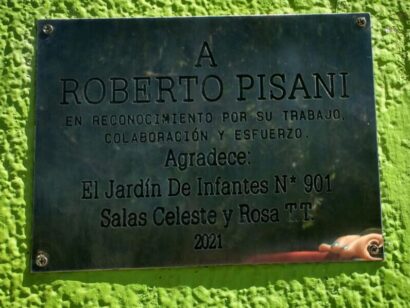 A
ROBERTO PISANI
EN RECONOCIMIENTO POR SU TRABAJO,
COLABORACIÓN Y ESFUERZO.
Agradece:
El Jardín De Infantes N° 901
Salas Celeste y Rosa T.T.
2021